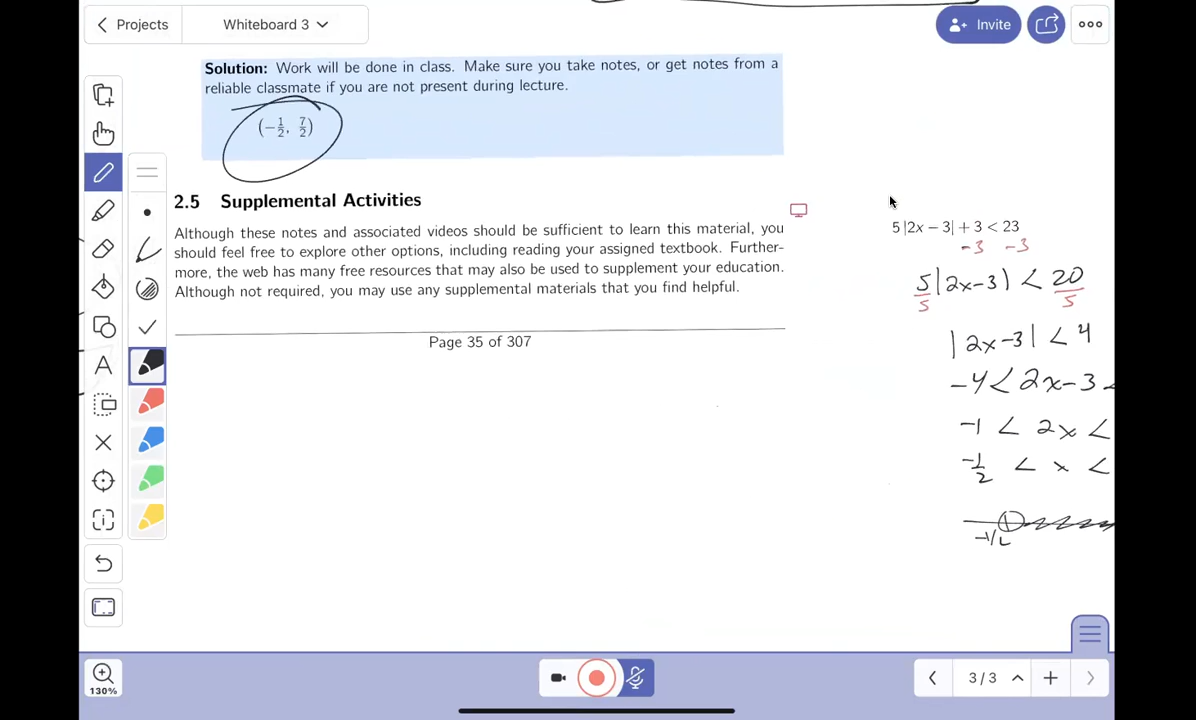 Projects
Whiteboard 3
Invite
Solution: Work will be done in class. Make sure you take notes, or get notes from a
reliable classmate if you are not present during lecture.
(-1/2, 7/2)
2.5 Supplemental Activities
Although these notes and associated videos should be sufficient to learn this material, you
should feel free to explore other options, including reading your assigned textbook. Further-
more, the web has many free resources that may also be used to supplement your education.
Although not required, you may use any supplemental materials that you find helpful.
Page 35 of 307
5|2x − 3| + 3 < 23
-3 -3
5|2x-3| < 20
5 5
|2x-3| < 4
-4 < 2x-3 <
-1 < 2x <
-1/2 < x <
-1/2
A
130%
3/3